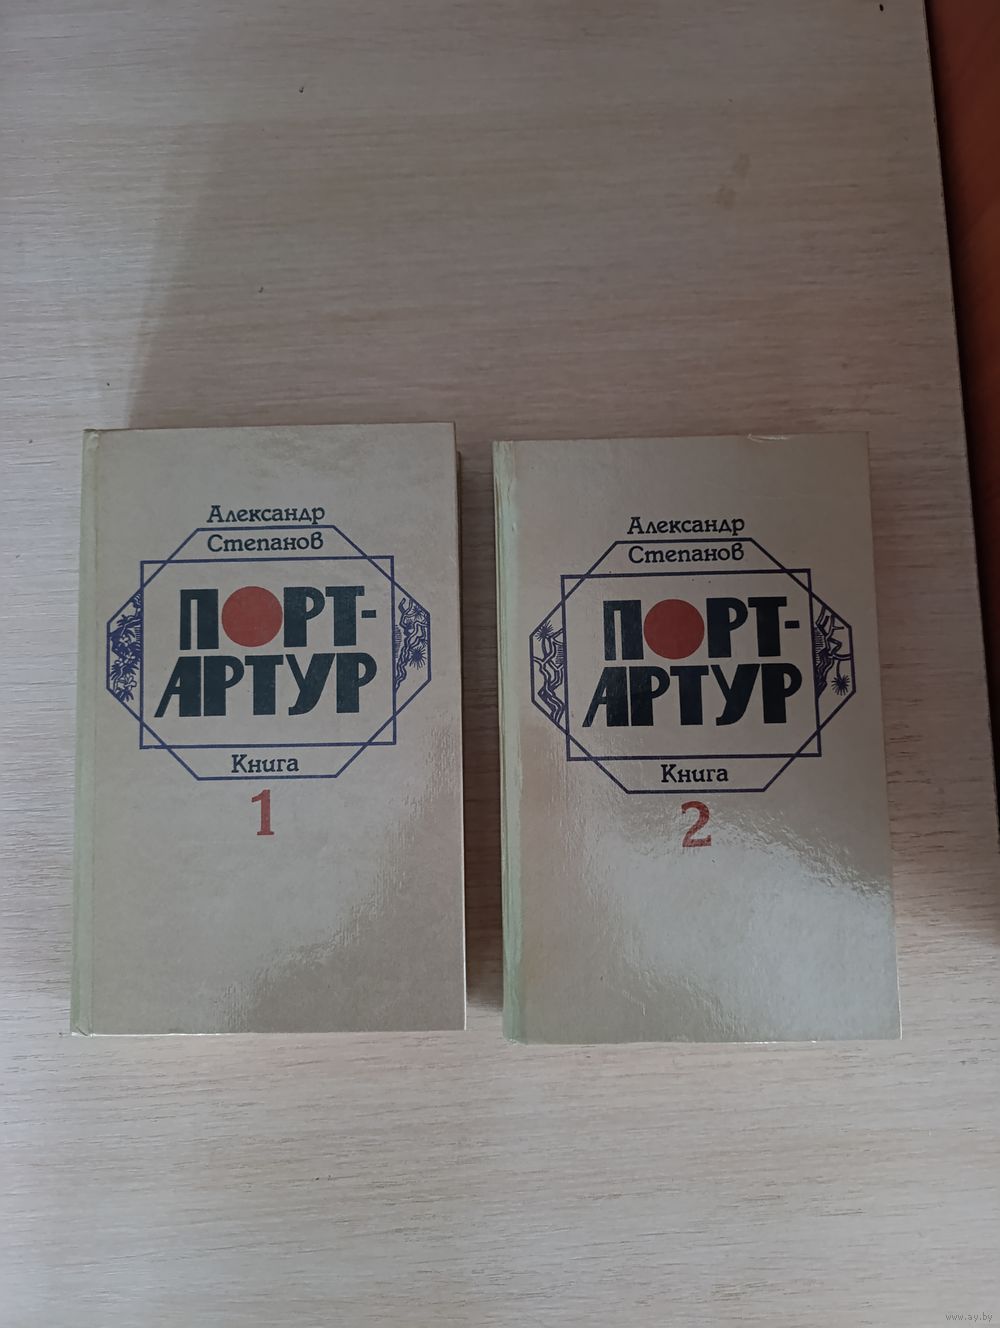 Александр
Степанов
ПОРТ-
АРТУР
Книга
1
Александр
Степанов
ПОРТ-
АРТУР
Книга
2
www.ay.by